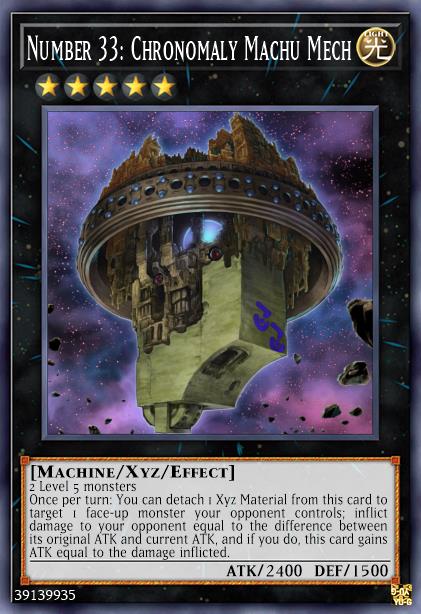 Number 33: Chronomaly Machu Mech
LIGHT
光
[Machine/Xyz/Effect]
2 Level 5 monsters
Once per turn: You can detach 1 Xyz Material from this card to
target 1 face-up monster your opponent controls; inflict
damage to your opponent equal to the difference between
its original ATK and current ATK, and if you do, this card gains
ATK equal to the damage inflicted.
ATK/2400 DEF/1500
39139935